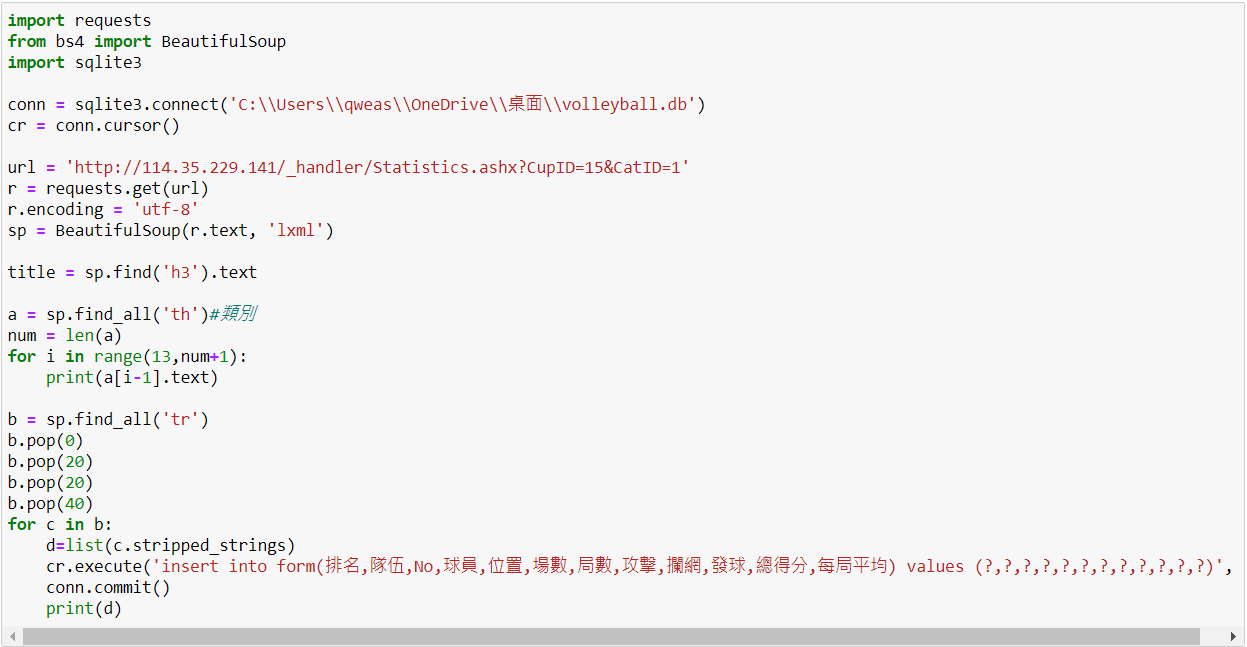 import requests
from bs4 import BeautifulSoup
import sqlite3
conn = sqlite3.connect('C:\\Users\\qweas\\OneDrive\\桌面\\volleyball.db')
cr = conn.cursor()
url = 'http://114.35.229.141/_handler/Statistics.ashx?CupID=15&CatID=1'
r = requests.get(url)
r.encoding = 'utf-8'
sp = BeautifulSoup(r.text, 'lxml')
title = sp.find('h3').text
a = sp.find_all('th')#類別
num = len(a)
for i in range(13,num+1):
    print(a[i-1].text)
b = sp.find_all('tr')
b.pop(0)
b.pop(20)
b.pop(20)
b.pop(40)
for c in b:
    d=list(c.stripped_strings)
    cr.execute('insert into form(排名,隊伍,No,球員,位置,場數,局數,攻擊,攔網,發球,總得分,每局平均) values (?,?,?,?,?,?,?,?,?,?,?,?)',
    conn.commit()
    print(d)